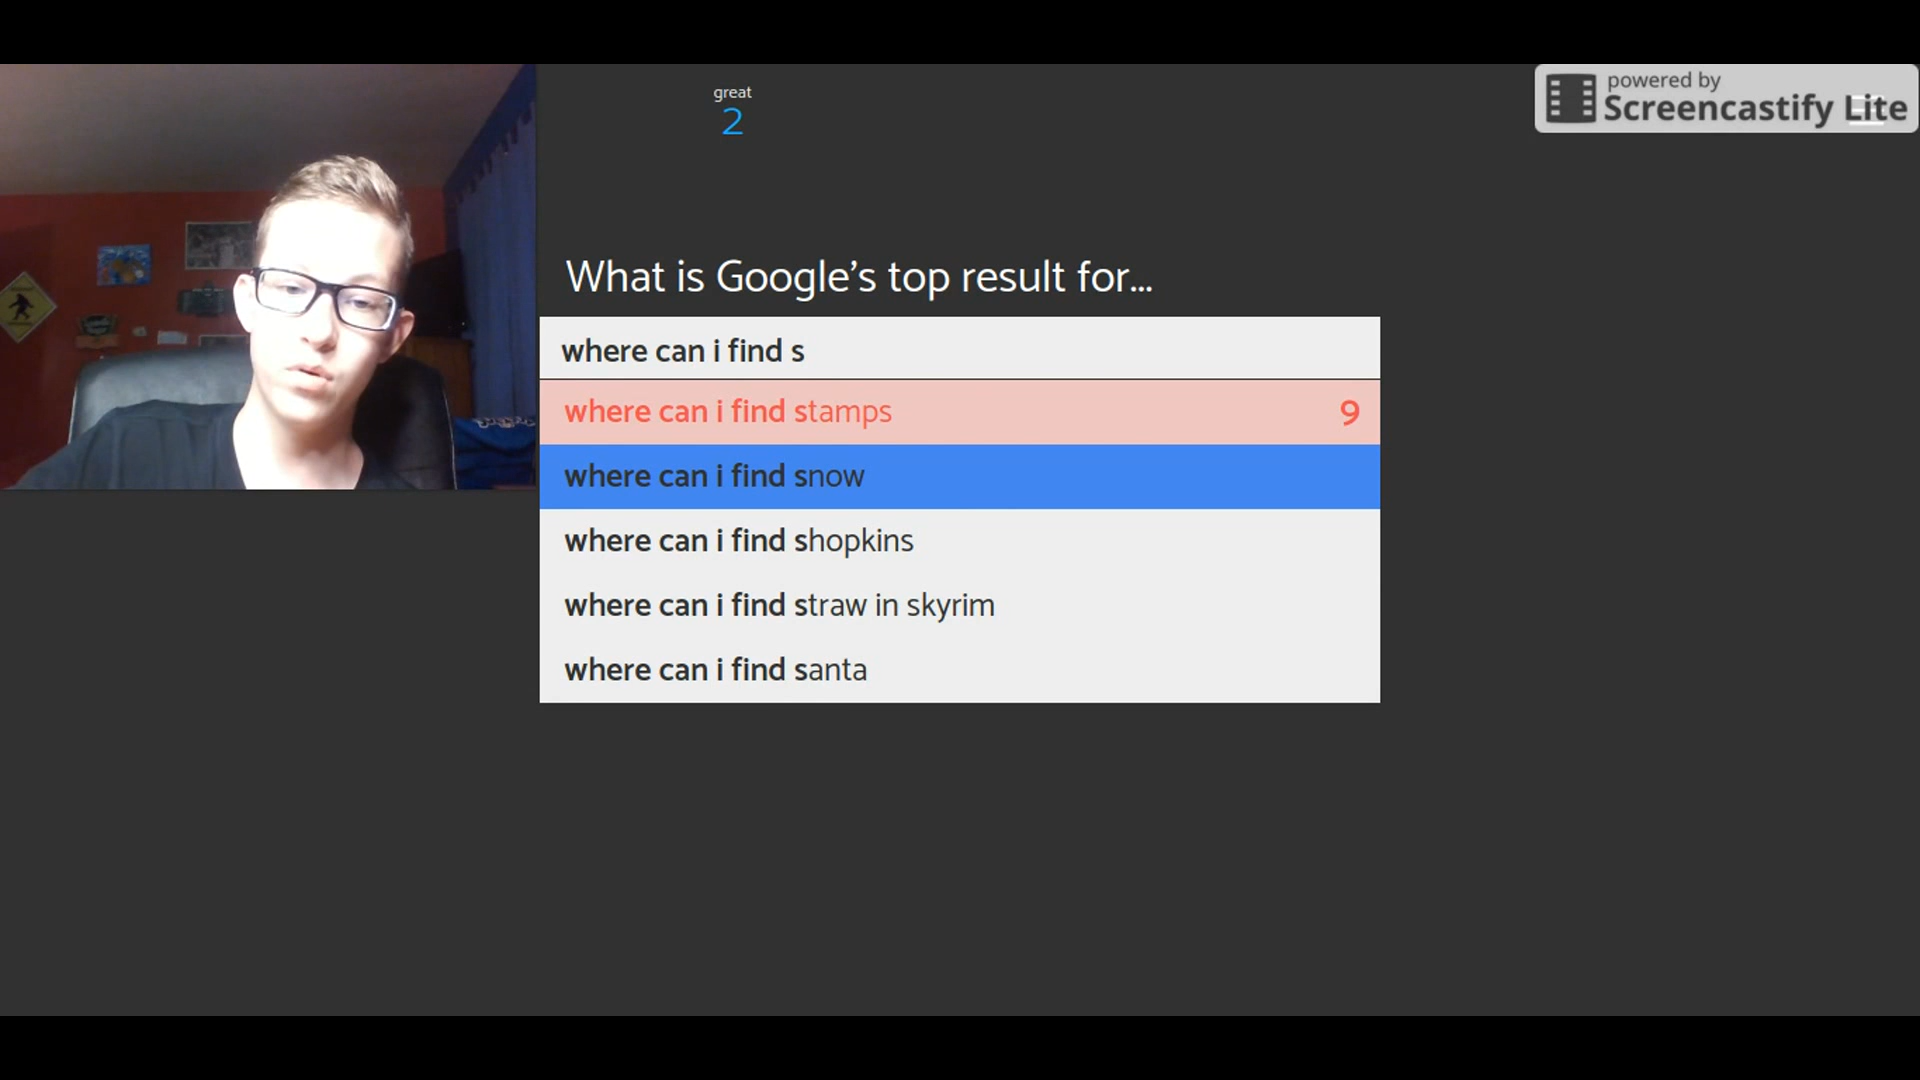 great
2
powered by
Screencastify Lite
What is Google's top result for...
where can i find s
where can i find stamps 9
where can i find snow
where can i find shopkins
where can i find straw in skyrim
where can i find santa